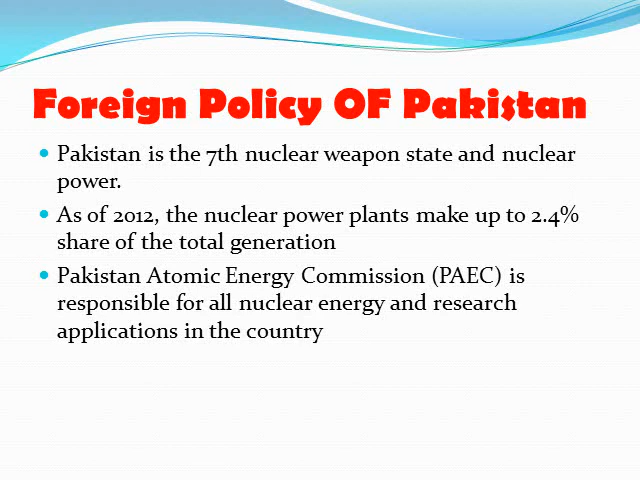 Foreign Policy OF Pakistan
Pakistan is the 7th nuclear weapon state and nuclear
power.
As of 2012, the nuclear power plants make up to 2.4%
share of the total generation
Pakistan Atomic Energy Commission (PAEC) is
responsible for all nuclear energy and research
applications in the country